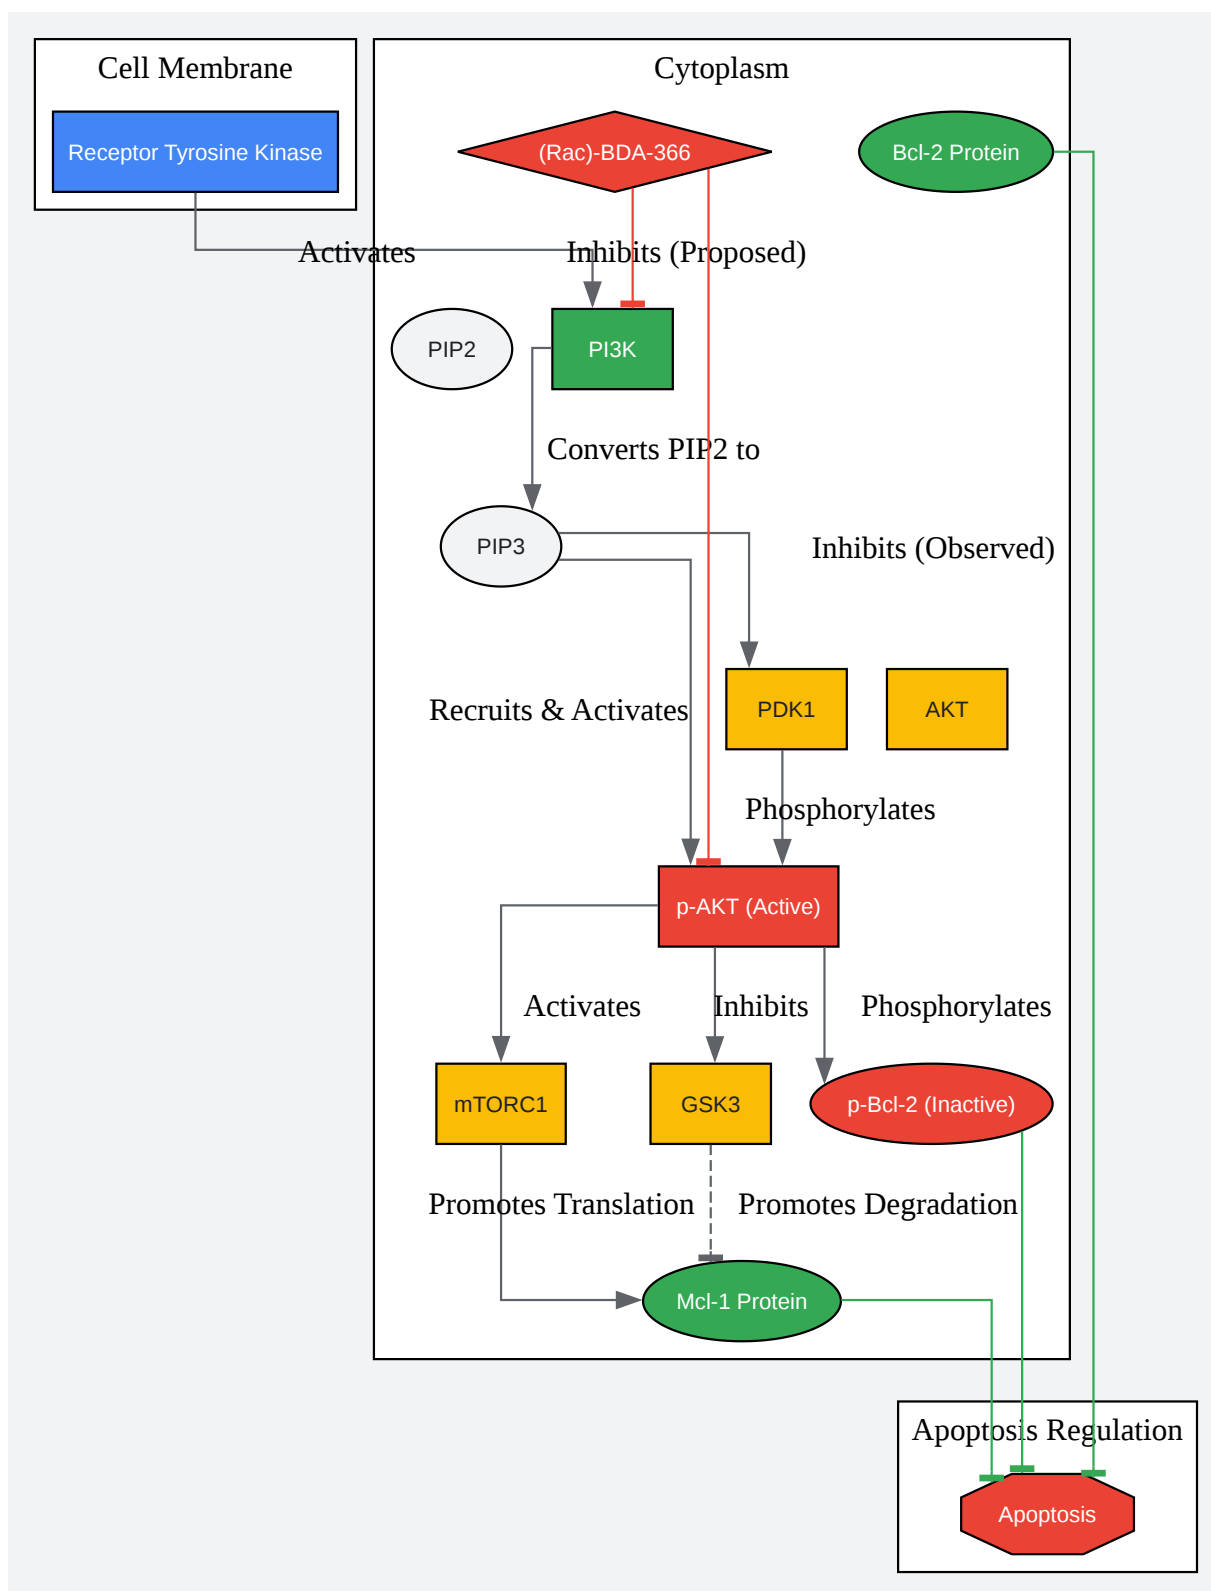 Cell Membrane
Cytoplasm
Receptor Tyrosine Kinase
(Rac)-BDA-366
Bcl-2 Protein
Activates
Inhibits (Proposed)
PIP2
PI3K
Converts PIP2 to
PIP3
Inhibits (Observed)
Recruits & Activates
PDK1
AKT
Phosphorylates
p-AKT (Active)
Activates
Inhibits
Phosphorylates
mTORC1
GSK3
p-Bcl-2 (Inactive)
Promotes Translation
Promotes Degradation
Mcl-1 Protein
Apoptosis Regulation
Apoptosis